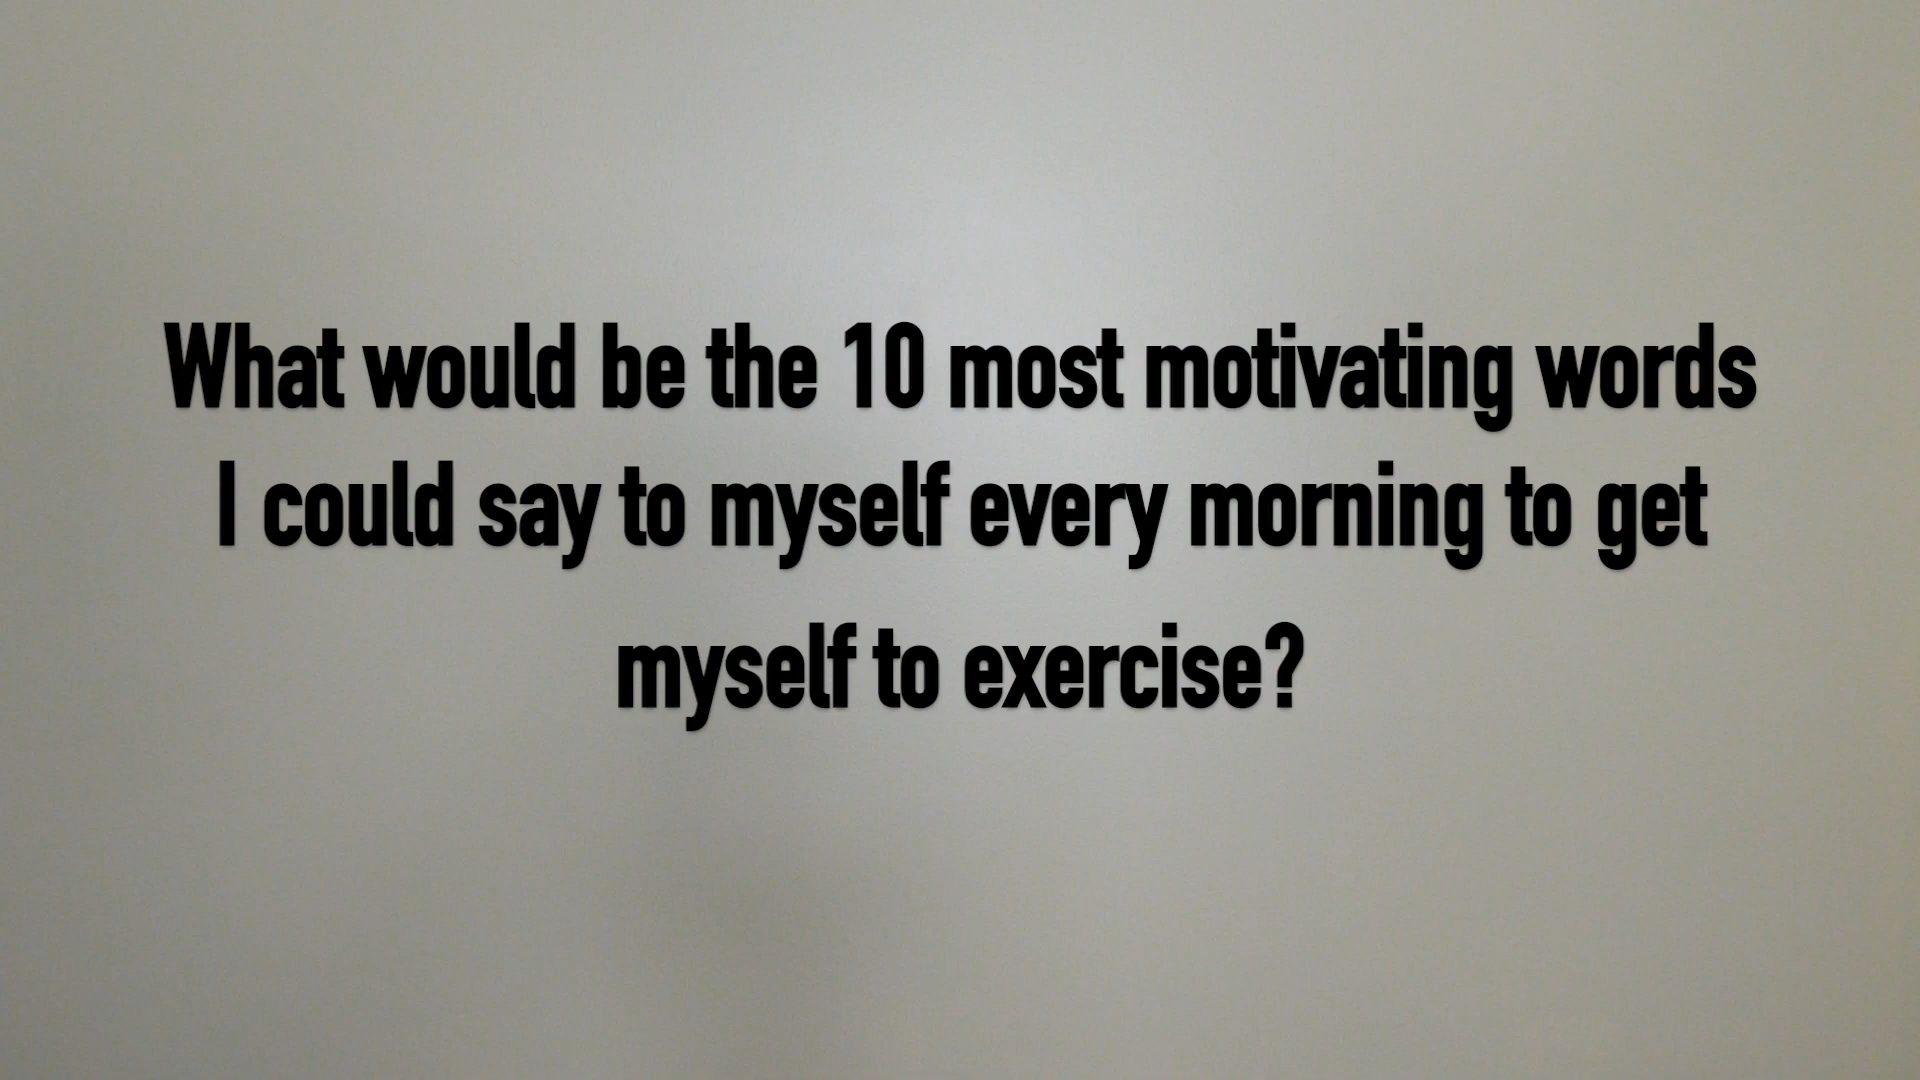 What would be the 10 most motivating words
I could say to myself every morning to get
myself to exercise?